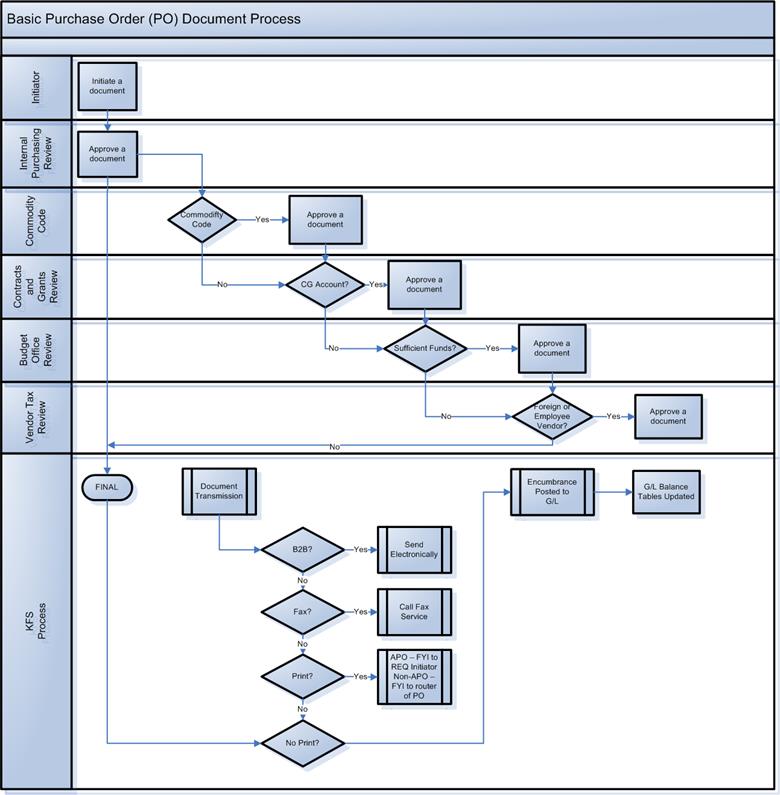 Basic Purchase Order (PO) Document Process
Initiator
Initiate a
document
Internal
Purchasing
Review
Approve a
document
Commodity
Code
Commodifty
Code
Yes
Approve a
document
No
Contracts
and
Grants
Review
CG Account?
Yes
Approve a
document
No
Budget
Office
Review
Sufficient Funds?
Yes
Approve a
document
No
Vendor Tax
Review
Foreign or
Employee
Vendor?
Yes
Approve a
document
No
KFS
Process
FINAL
Document
Transmission
Encumbrance
Posted to
G/L
G/L Balance
Tables Updated
B2B?
Yes
Send
Electronically
No
Fax?
Yes
Call Fax
Service
No
Print?
Yes
APO – FYI to
REQ Initiator
Non-APO –
FYI to router
of PO
No
No Print?